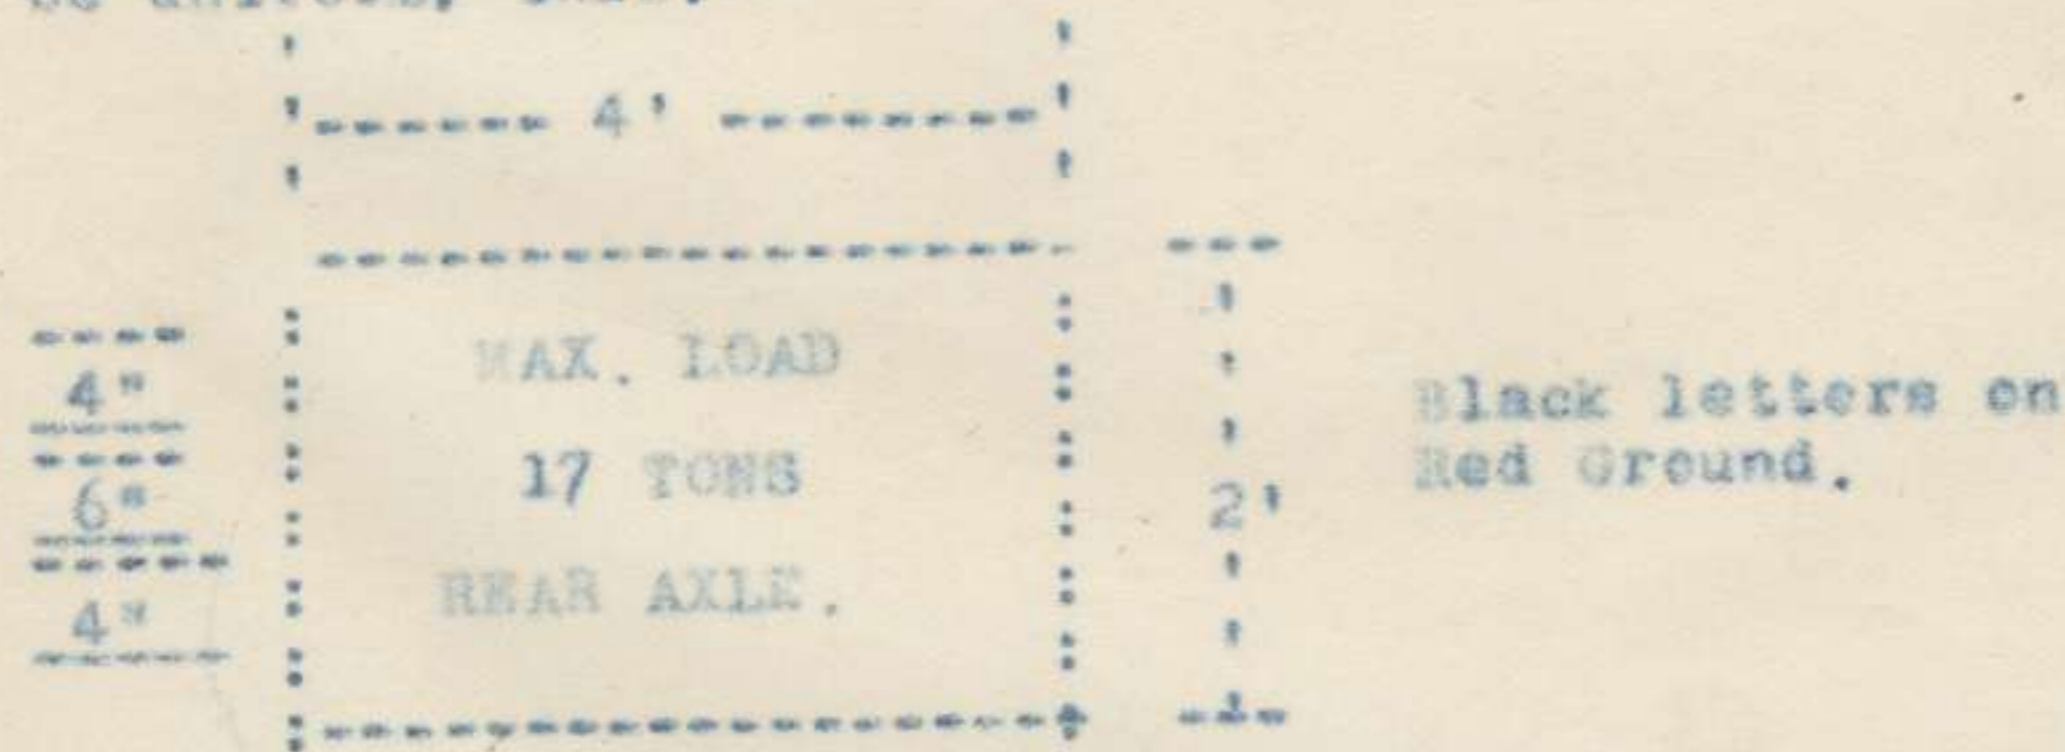 4'
MAX. LOAD
4"
Black letters on
17 TONS
Red Ground.
6"
2'
REAR AXLE.
4"